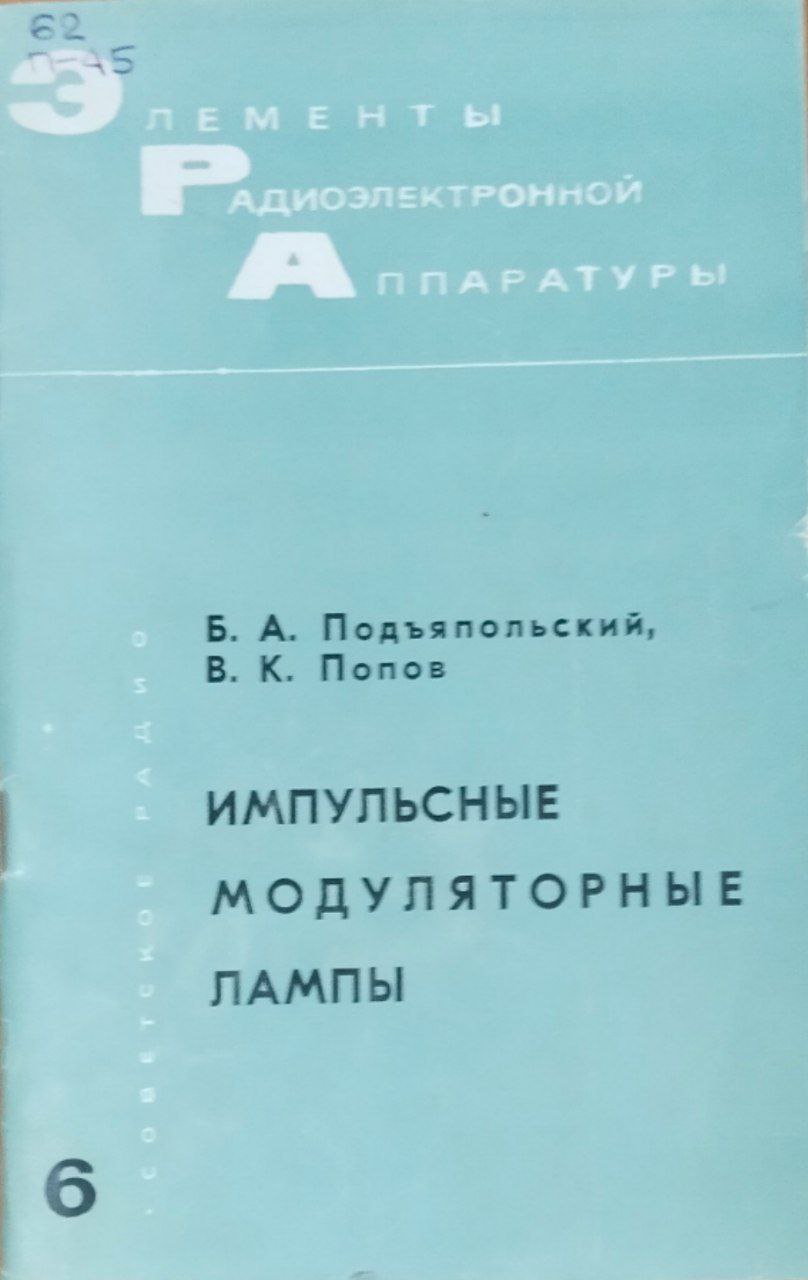 62
П-45
Элементы
Радиоэлектронной
Аппаратуры
Б. А. Подъяпольский,
В. К. Попов
ИМПУЛЬСНЫЕ
МОДУЛЯТОРНЫЕ
ЛАМПЫ
«СОВЕТСКОЕ РАДИО
6